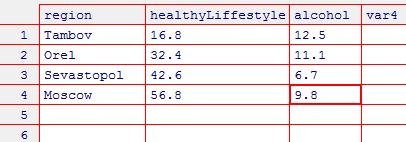 region healthyLiffestyle alcohol var4
1 Tambov 16.8 12.5
2 Orel 32.4 11.1
3 Sevastopol 42.6 6.7
4 Moscow 56.8 9.8
5
6